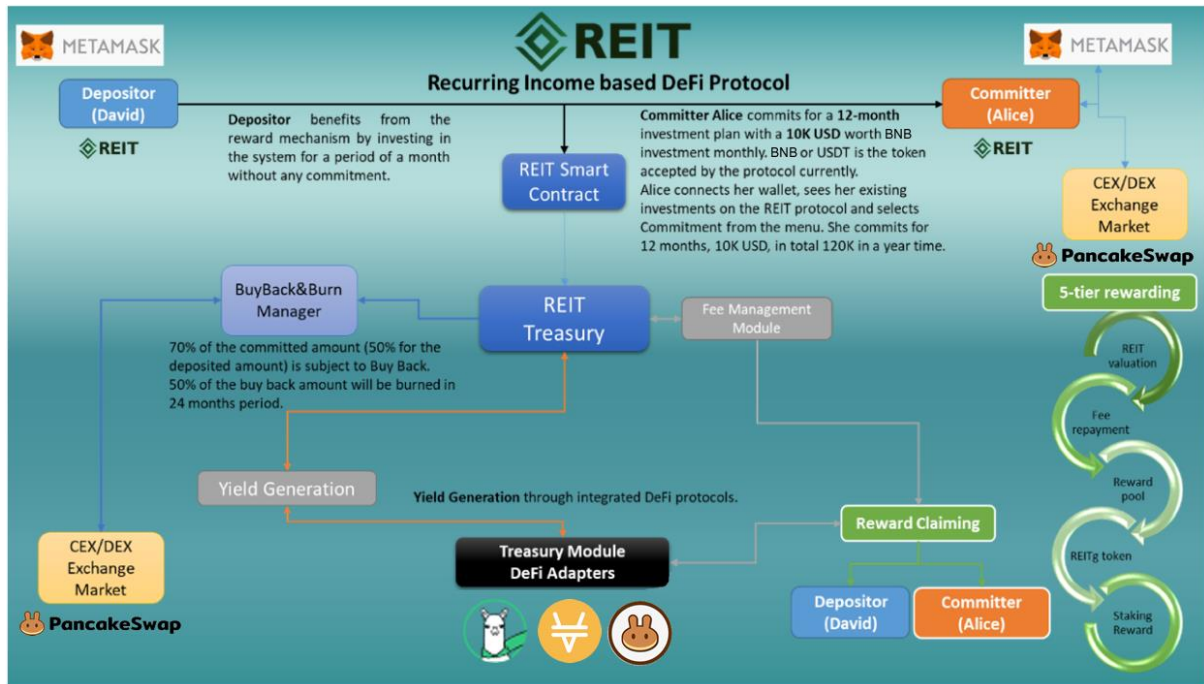 METAMASK
REIT
METAMASK
Recurring Income based DeFi Protocol
Depositor
(David)
REIT
Depositor benefits from the
reward mechanism by investing in
the system for a period of a month
without any commitment.
REIT Smart
Contract
Committer Alice commits for a 12-month
investment plan with a 10K USD worth BNB
investment monthly. BNB or USDT is the token
accepted by the protocol currently.
Alice connects her wallet, sees her existing
investments on the REIT protocol and selects
Commitment from the menu. She commits for
12 months, 10K USD, in total 120K in a year time.
Committer
(Alice)
REIT
CEX/DEX
Exchange
Market
PancakeSwap
BuyBack&Burn
Manager
REIT
Treasury
Fee Management
Module
5-tier rewarding
70% of the committed amount (50% for the
deposited amount) is subject to Buy Back.
50% of the buy back amount will be burned in
24 months period.
REIT
valuation
Fee
repayment
Reward
pool
REITg token
Staking
Reward
Yield Generation
Yield Generation through integrated DeFi protocols.
Reward Claiming
CEX/DEX
Exchange
Market
PancakeSwap
Treasury Module
DeFi Adapters
Depositor
(David)
Committer
(Alice)